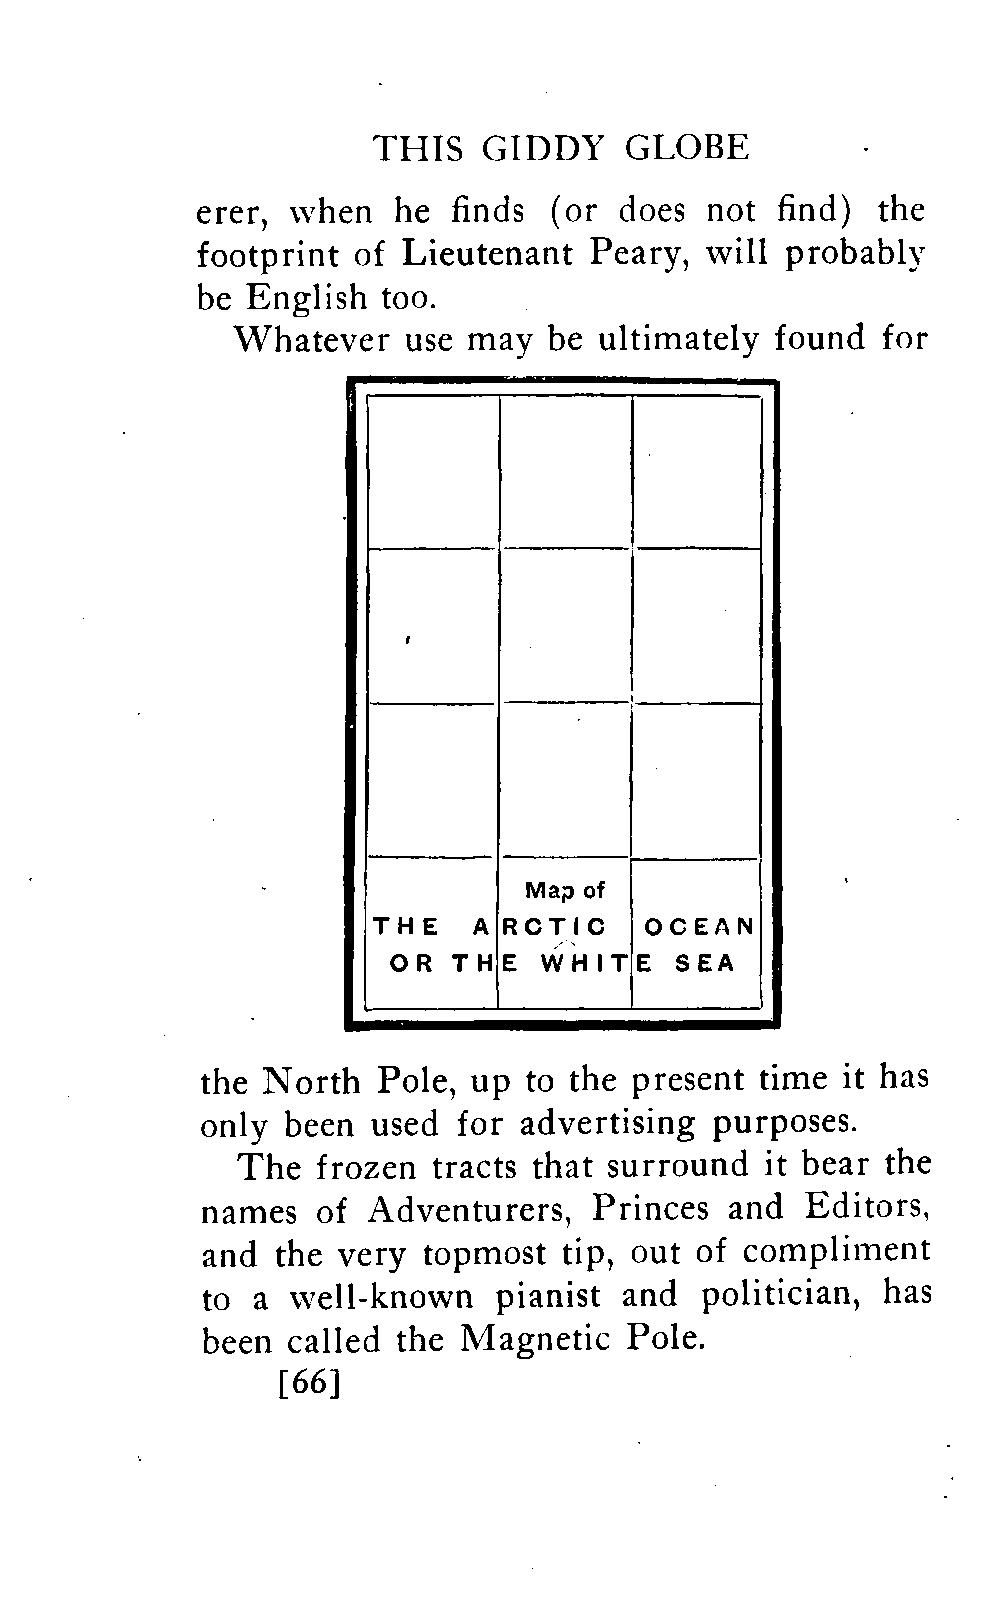 THIS GIDDY GLOBE
erer, when he finds (or does not find) the
footprint of Lieutenant Peary, will probably
be English too.
Whatever use may be ultimately found for
Map of
THE ARCTIC OCEAN
OR THE WHITE SEA
the North Pole, up to the present time it has
only been used for advertising purposes.
The frozen tracts that surround it bear the
names of Adventurers, Princes and Editors,
and the very topmost tip, out of compliment
to a well-known pianist and politician, has
been called the Magnetic Pole.
[66]